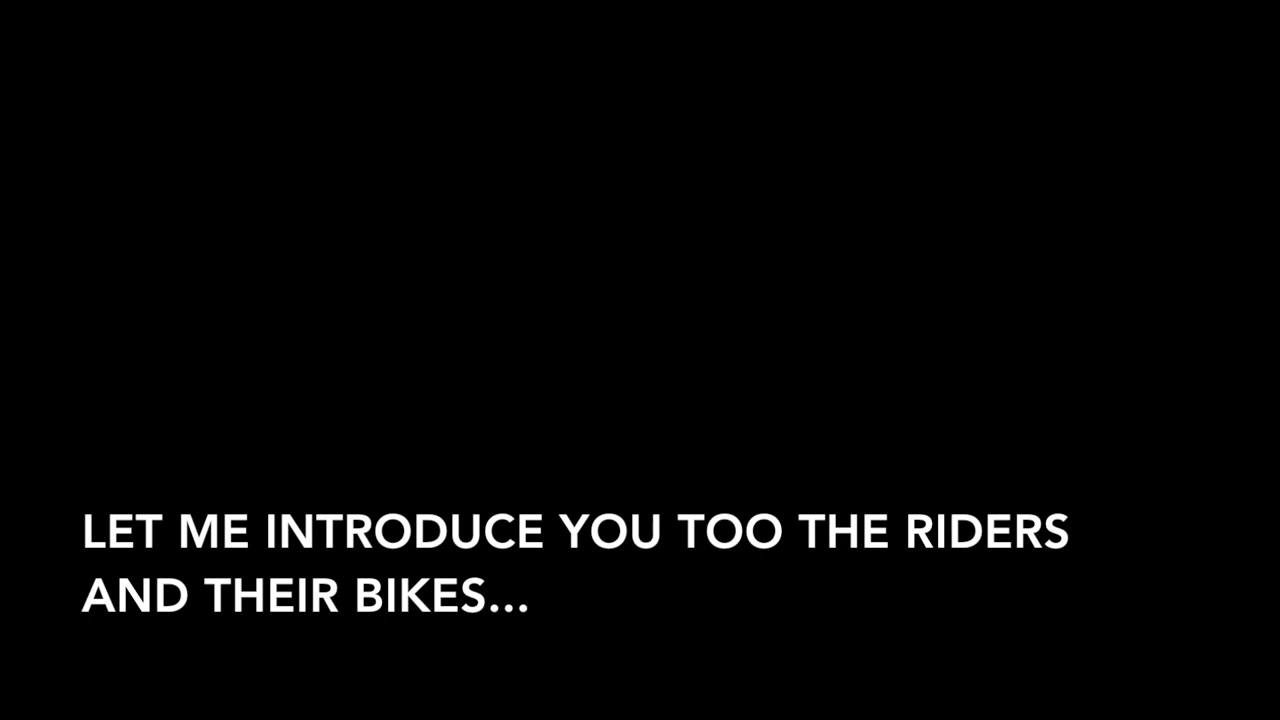 LET ME INTRODUCE YOU TOO THE RIDERS
AND THEIR BIKES...